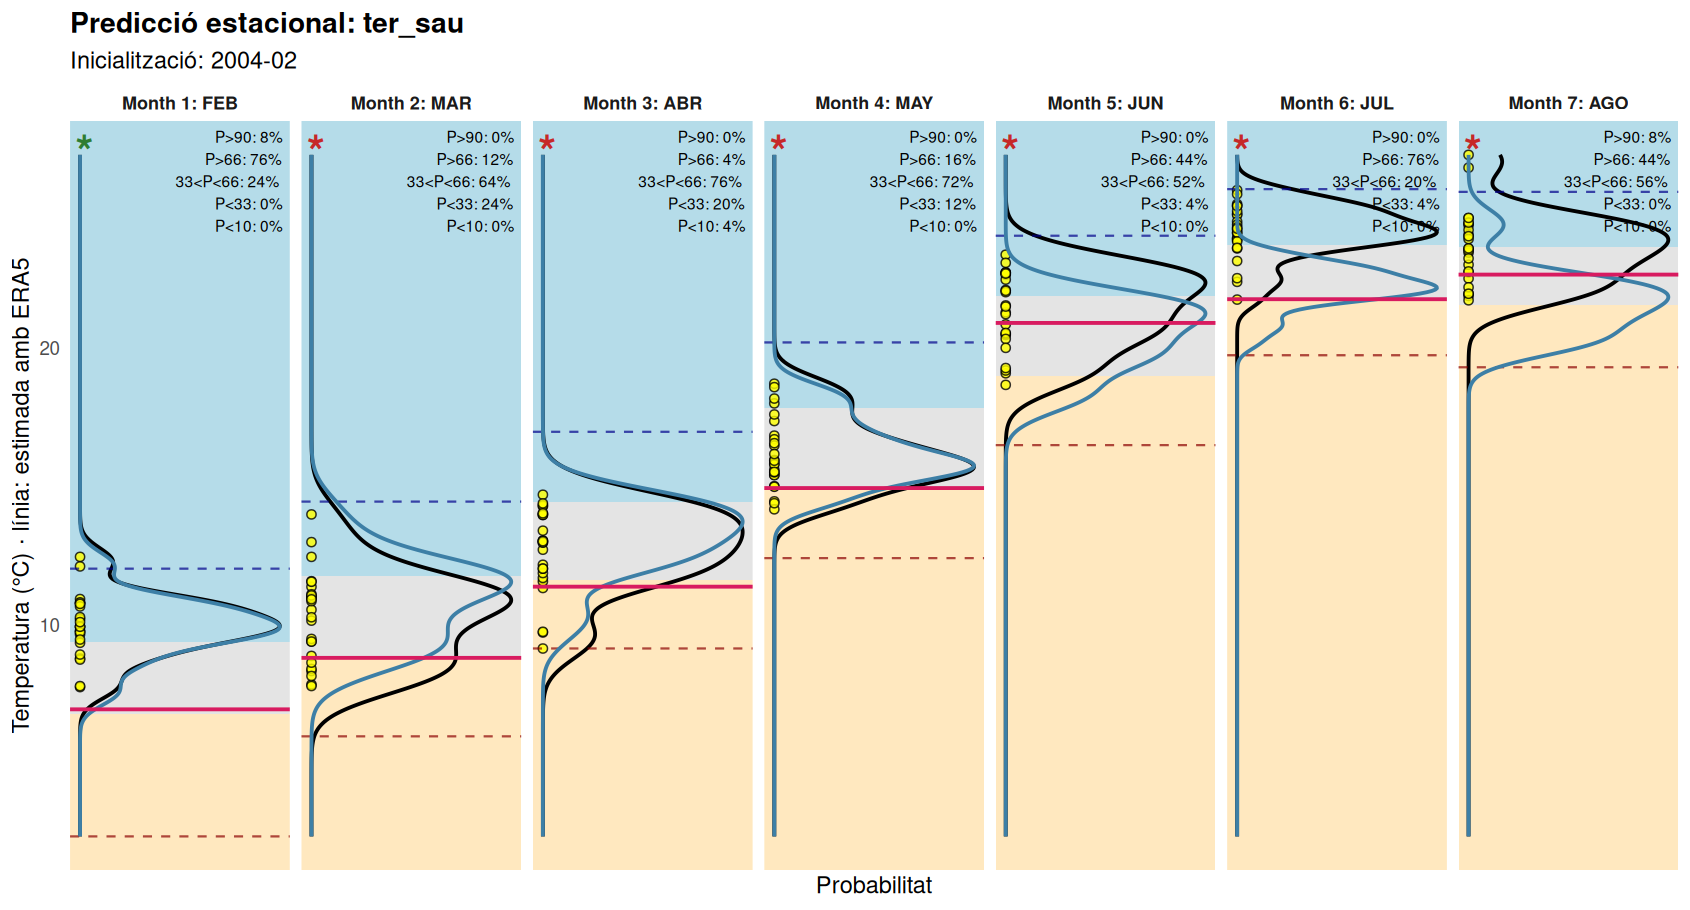 Predicció estacional: ter_sau
Inicialització: 2004-02
Month 1: FEB
Month 2: MAR
Month 3: ABR
Month 4: MAY
Month 5: JUN
Month 6: JUL
Month 7: AGO
*
P>90: 8%
P>66: 76%
33<P<66: 24%
P<33: 0%
P<10: 0%
*
P>90: 0%
P>66: 12%
33<P<66: 64%
P<33: 24%
P<10: 0%
*
P>90: 0%
P>66: 4%
33<P<66: 76%
P<33: 20%
P<10: 4%
*
P>90: 0%
P>66: 16%
33<P<66: 72%
P<33: 12%
P<10: 0%
*
P>90: 0%
P>66: 44%
33<P<66: 52%
P<33: 4%
P<10: 0%
*
P>90: 0%
P>66: 76%
33<P<66: 20%
P<33: 4%
P<10: 0%
*
P>90: 8%
P>66: 44%
33<P<66: 56%
P<33: 0%
P<10: 0%
Temperatura (°C) · línia: estimada amb ERA5
20
10
Probabilitat